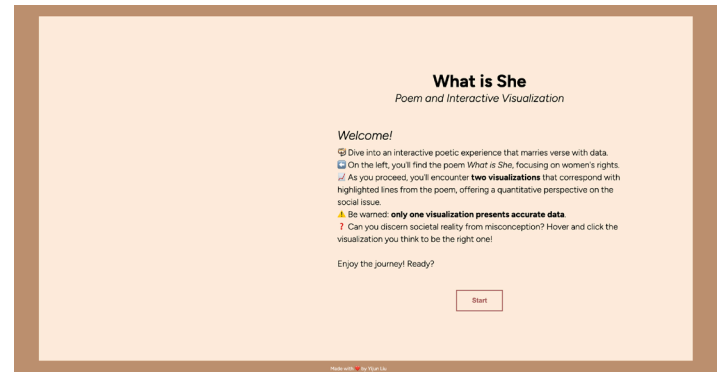 What is She
Poem and Interactive Visualization
Welcome!
🎨 Dive into an interactive poetic experience that marries verse with data.
⬅️ On the left, you'll find the poem What is She, focusing on women's rights.
📈 As you proceed, you'll encounter two visualizations that correspond with
highlighted lines from the poem, offering a quantitative perspective on the
social issue.
⚠️ Be warned: only one visualization presents accurate data.
❓ Can you discern societal reality from misconception? Hover and click the
visualization you think to be the right one!
Enjoy the journey! Ready?
Start
Made with ❤️ by Yijun Liu